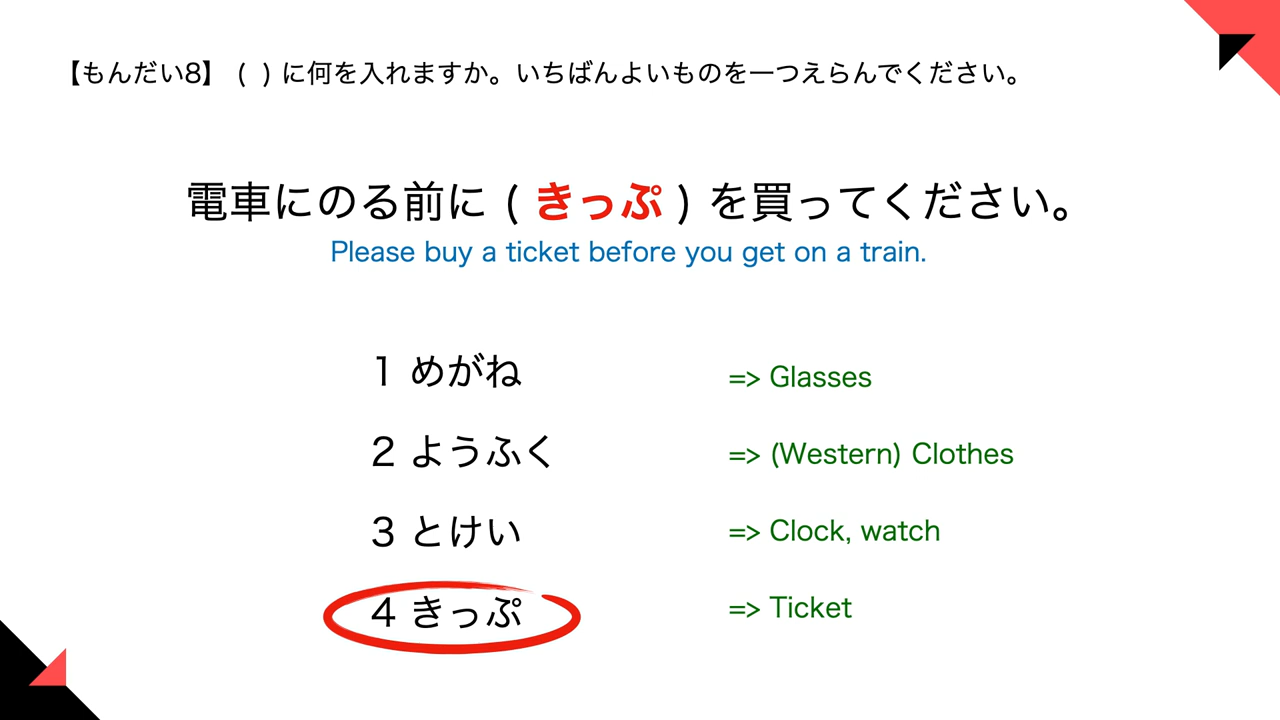 【もんだい8】 ( ) に何を入れますか。いちばんよいものを一つえらんでください。
電車にのる前に ( きっぷ ) を買ってください。
Please buy a ticket before you get on a train.
1 めがね => Glasses
2 ようふく => (Western) Clothes
3 とけい => Clock, watch
4 きっぷ => Ticket